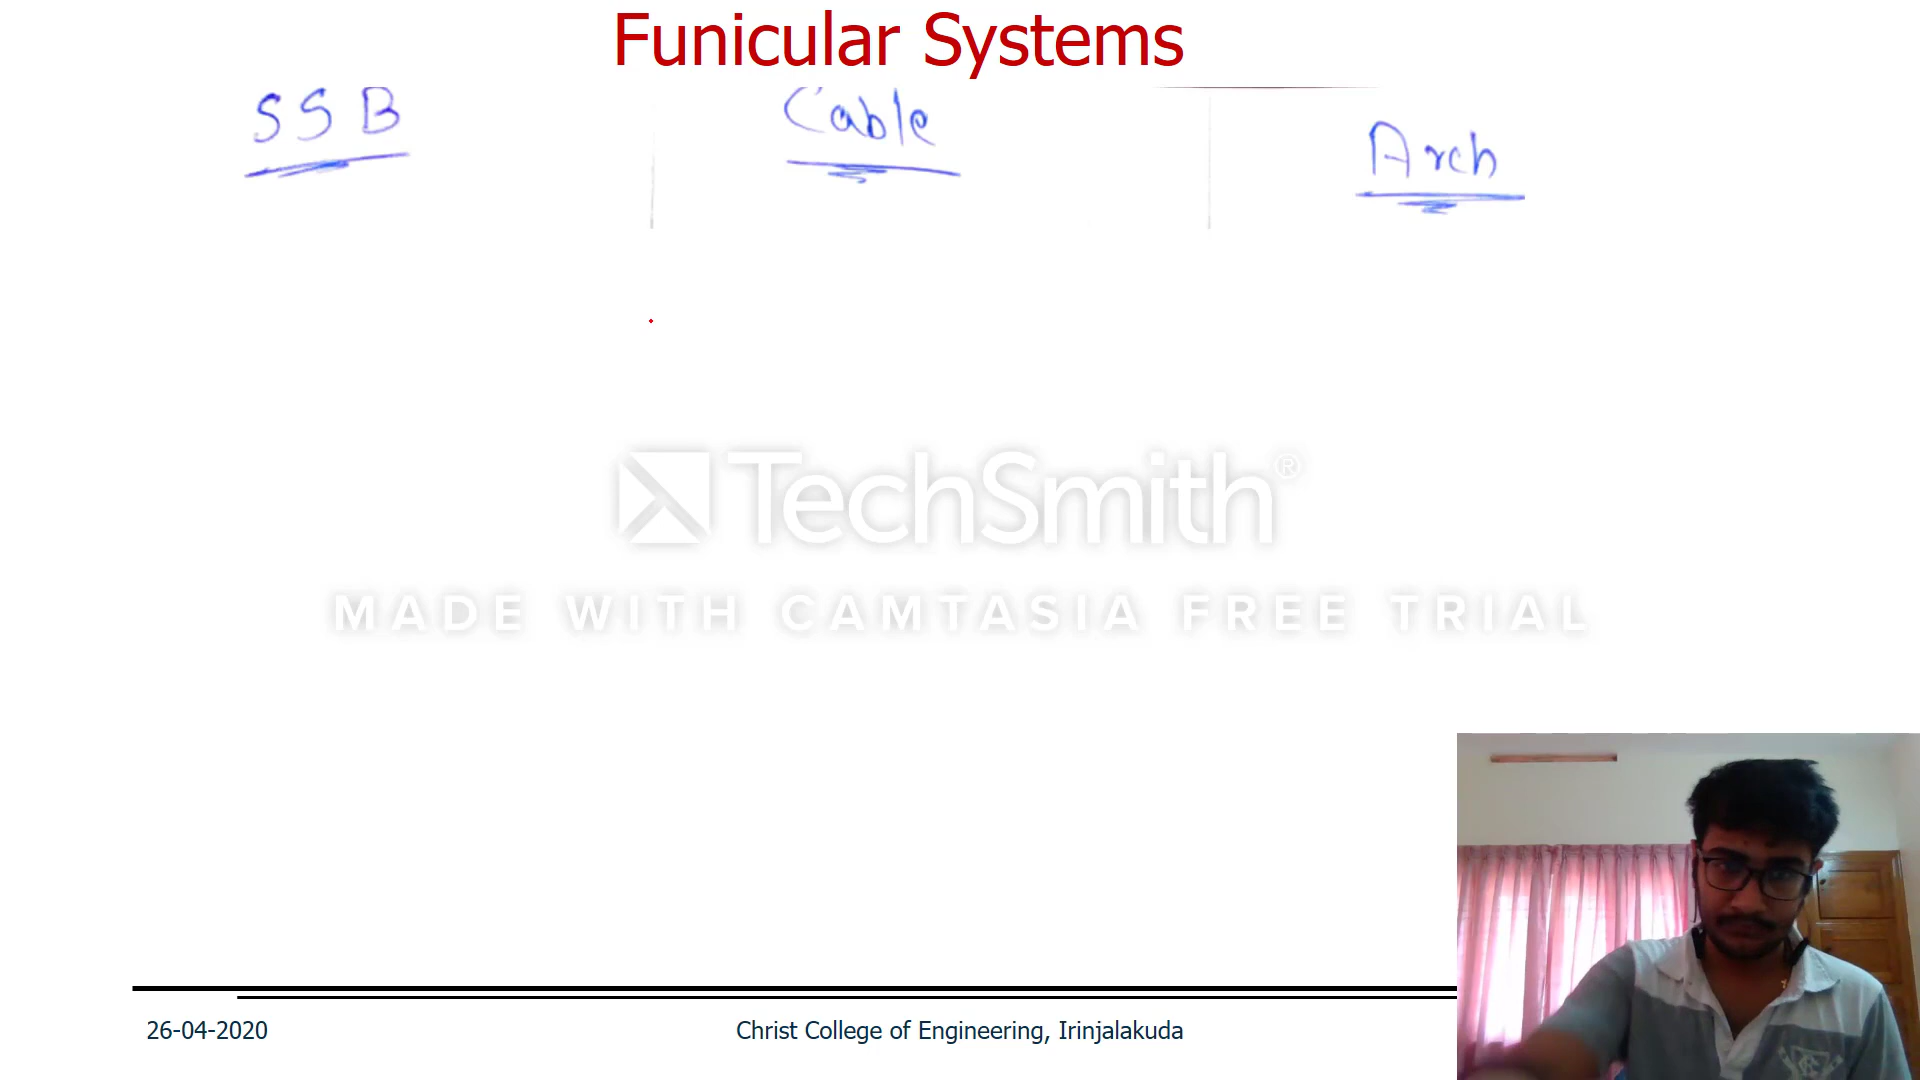 Funicular Systems
SSB
Cable
Arch
TechSmith®
MADE WITH CAMTASIA FREE TRIAL
26-04-2020
Christ College of Engineering, Irinjalakuda